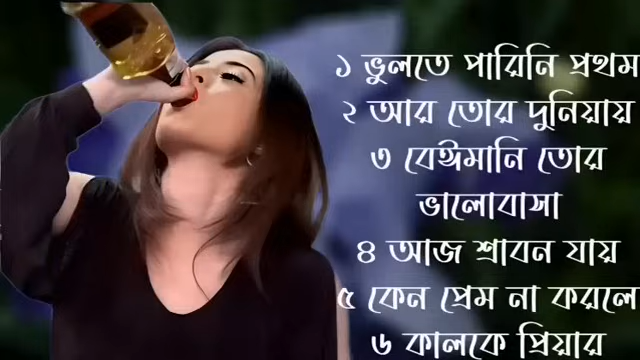 ১ ভুলতে পারিনি প্রথম
২ আর তোর দুনিয়ায়
৩ বেঈমানি তোর
ভালোবাসা
৪ আজ শ্রাবন যায়
৫ কেন প্রেম না করলে
৬ কালকে প্রিয়ার